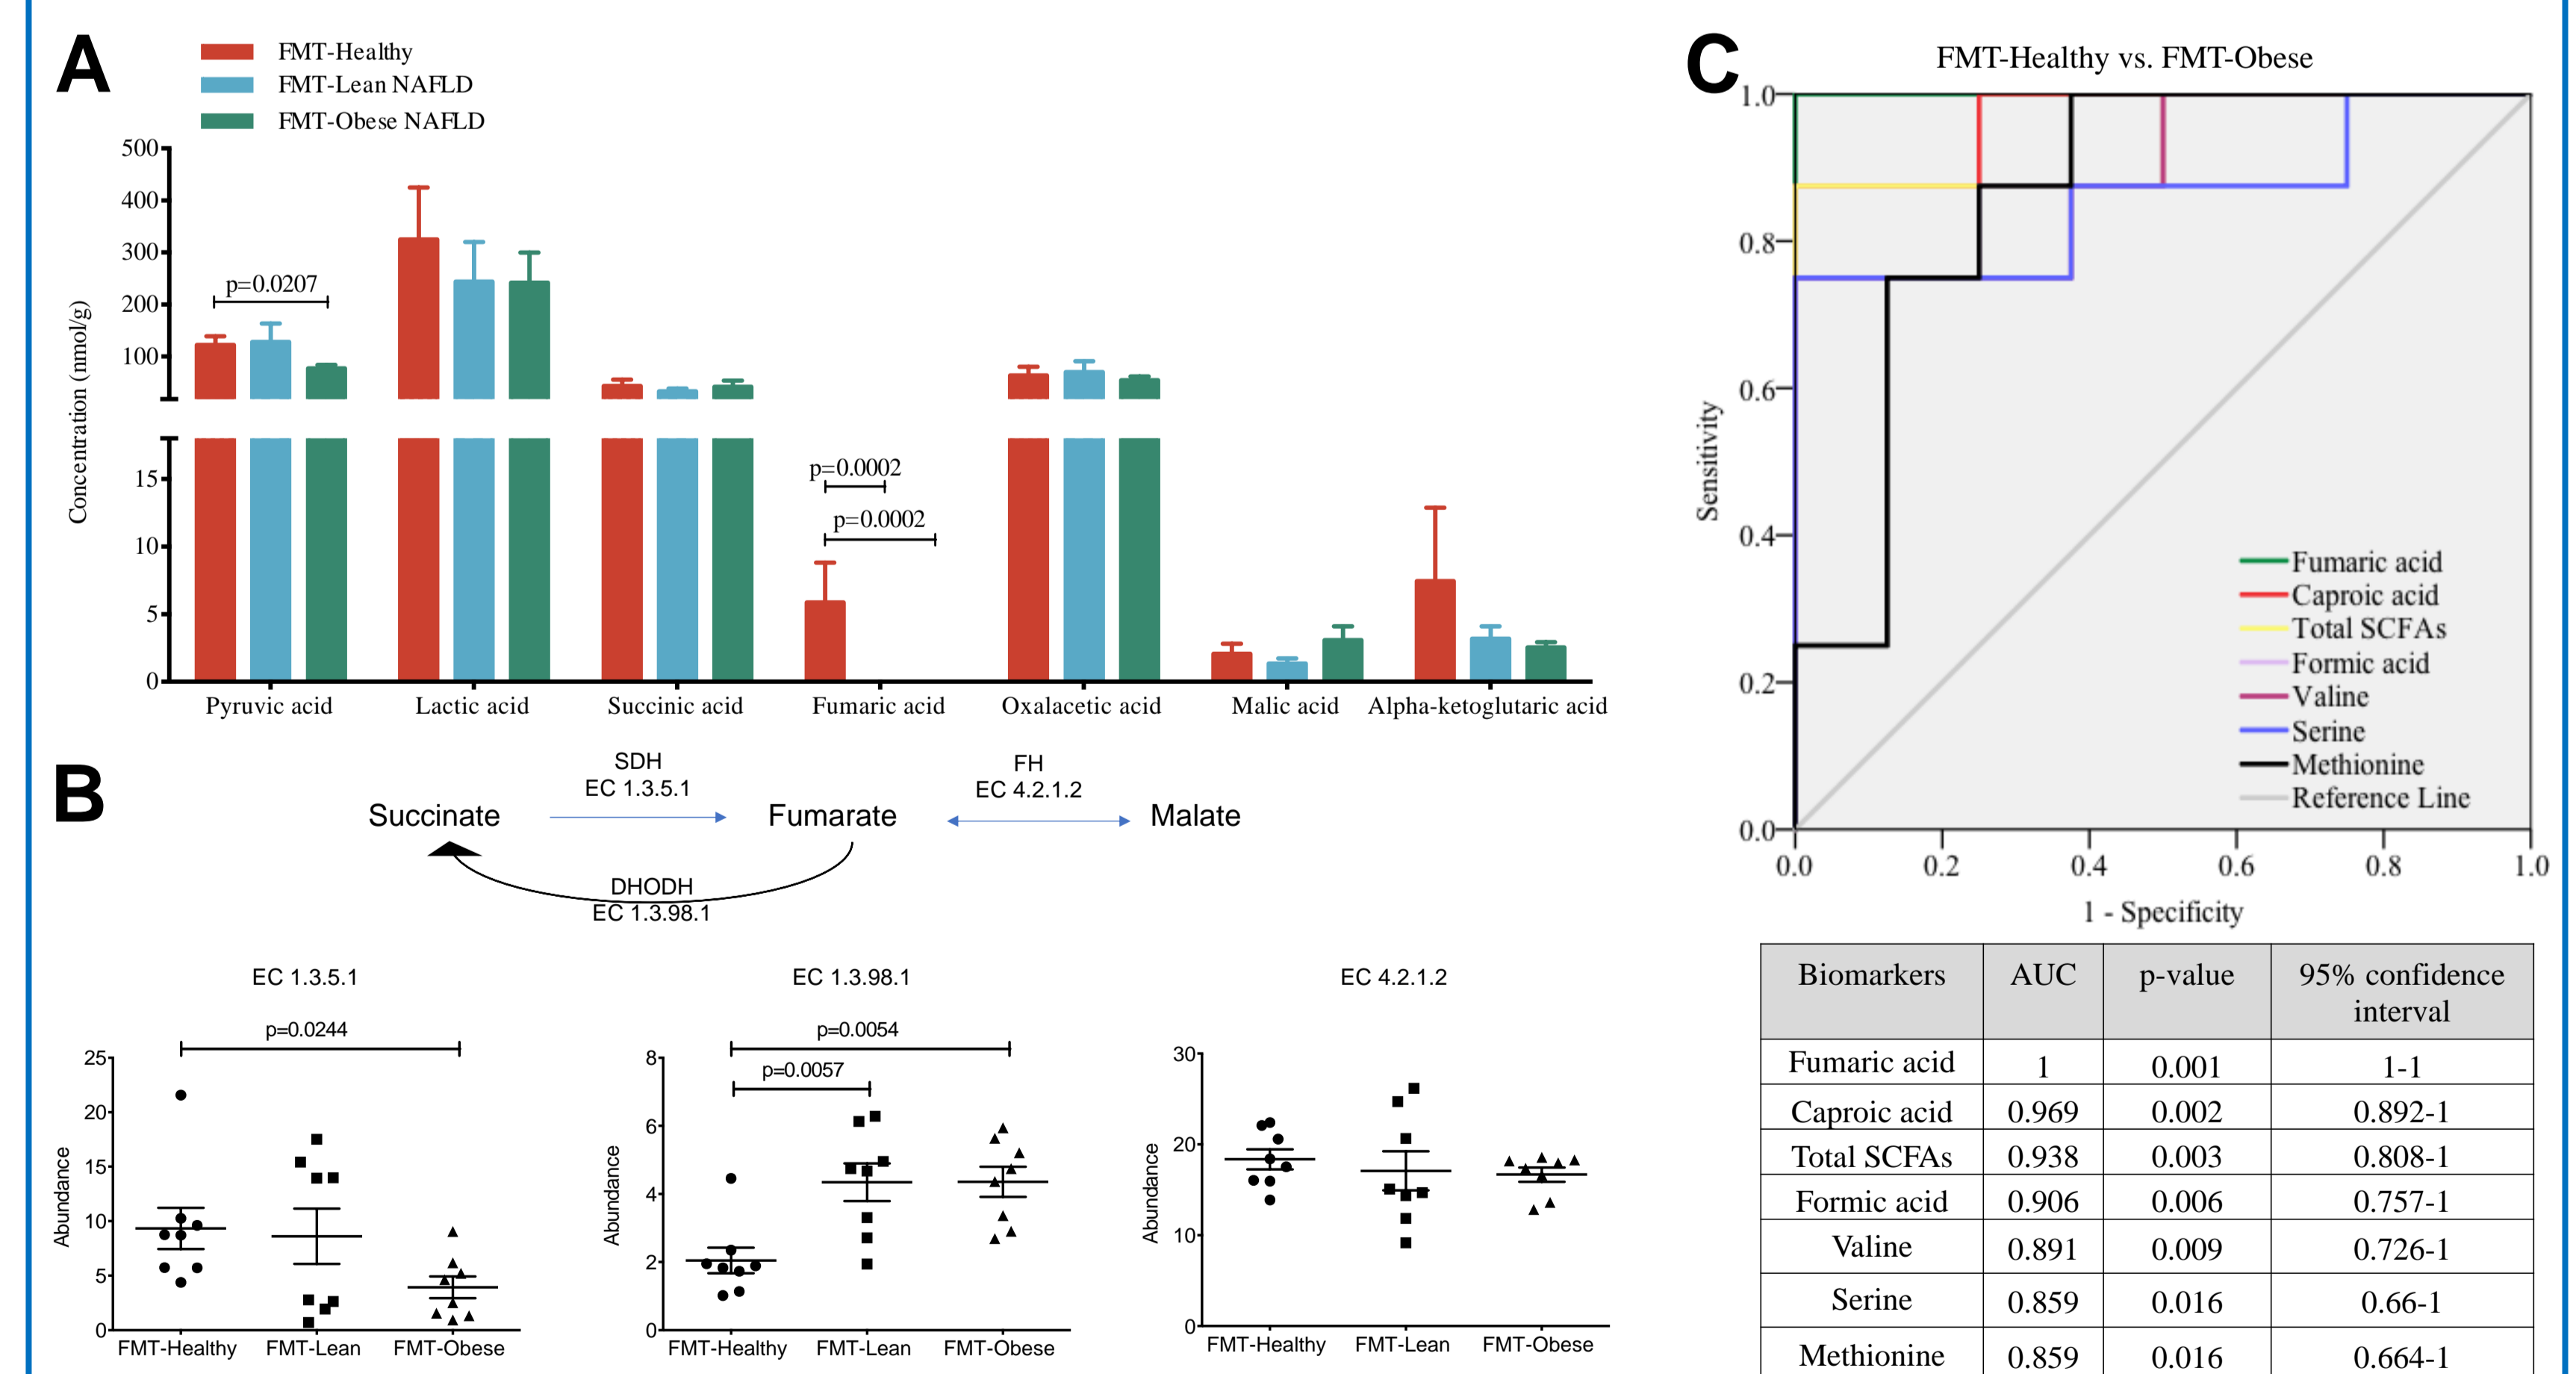 A
FMT-Healthy
FMT-Lean NAFLD
FMT-Obese NAFLD
Concentration (nmol/g)
500
400
300
200
100
15
10
5
0
p=0.0207
p=0.0002
p=0.0002
Pyruvic acid
Lactic acid
Succinic acid
Fumaric acid
Oxalacetic acid
Malic acid
Alpha-ketoglutaric acid
B
SDH
EC 1.3.5.1
FH
EC 4.2.1.2
Succinate
Fumarate
Malate
DHODH
EC 1.3.98.1
EC 1.3.5.1
p=0.0244
Abundance
25
20
15
10
5
0
FMT-Healthy
FMT-Lean
FMT-Obese
EC 1.3.98.1
p=0.0054
p=0.0057
Abundance
8
6
4
2
0
FMT-Healthy
FMT-Lean
FMT-Obese
EC 4.2.1.2
Abundance
30
20
10
0
FMT-Healthy
FMT-Lean
FMT-Obese
C
FMT-Healthy vs. FMT-Obese
Sensitivity
1.0
0.8
0.6
0.4
0.2
0.0
Fumaric acid
Caproic acid
Total SCFAs
Formic acid
Valine
Serine
Methionine
Reference Line
0.0 0.2 0.4 0.6 0.8 1.0
1 - Specificity
Biomarkers AUC p-value 95% confidence
interval
Fumaric acid 1 0.001 1-1
Caproic acid 0.969 0.002 0.892-1
Total SCFAs 0.938 0.003 0.808-1
Formic acid 0.906 0.006 0.757-1
Valine 0.891 0.009 0.726-1
Serine 0.859 0.016 0.66-1
Methionine 0.859 0.016 0.664-1